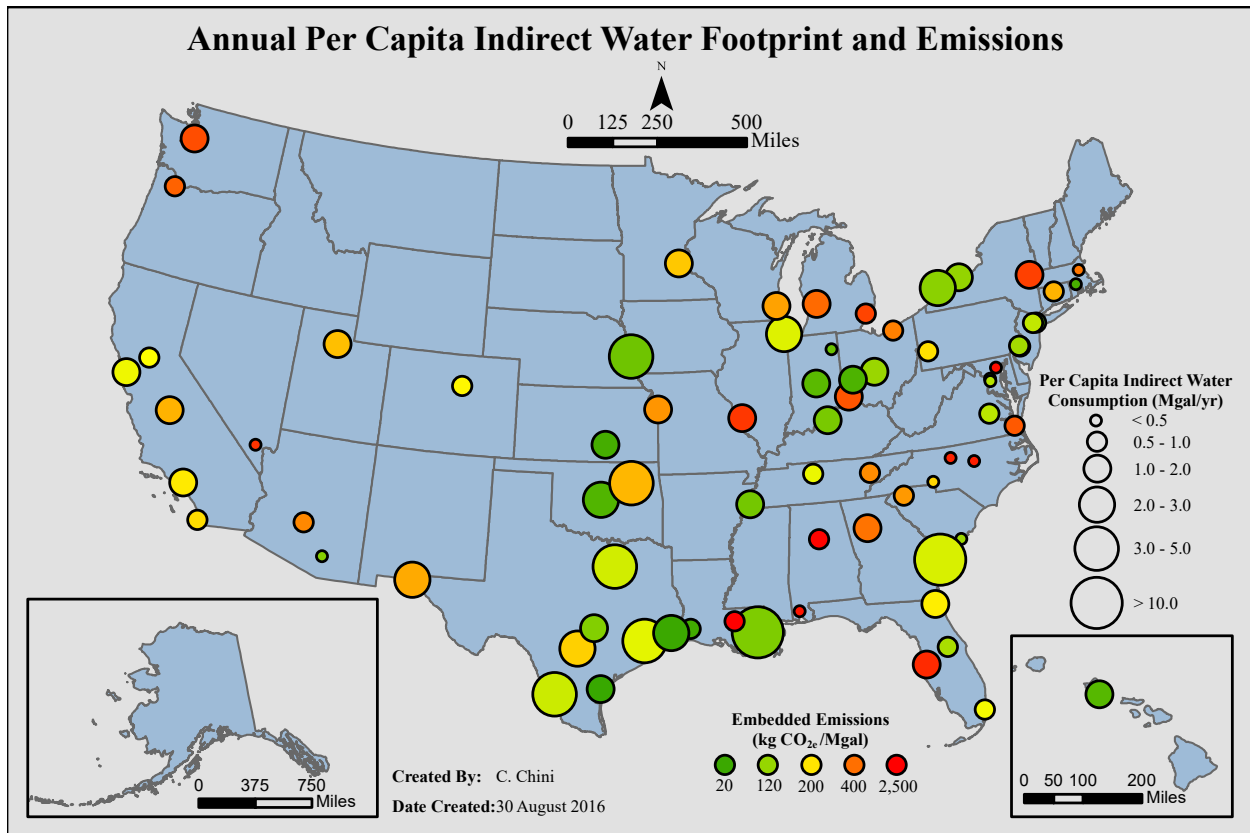 Annual Per Capita Indirect Water Footprint and Emissions
N
0 125 250 500
Miles
Per Capita Indirect Water
Consumption (Mgal/yr)
< 0.5
0.5 - 1.0
1.0 - 2.0
2.0 - 3.0
3.0 - 5.0
> 10.0
Embedded Emissions
(kg CO2e /Mgal)
20 120 200 400 2,500
Created By: C. Chini
Date Created:30 August 2016
0 375 750
Miles
0 50 100 200
Miles